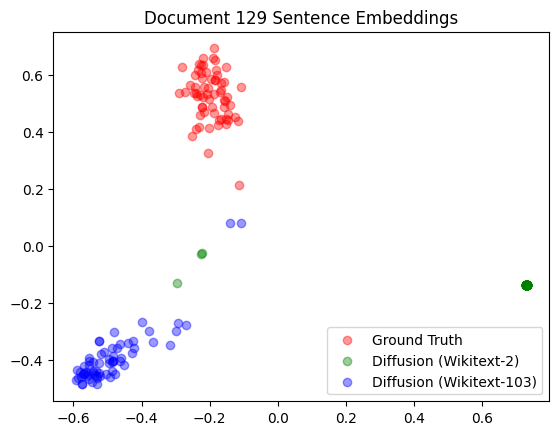 Document 129 Sentence Embeddings
0.6
0.4
0.2
0.0
−0.2
−0.4
−0.6 −0.4 −0.2 0.0 0.2 0.4 0.6
Ground Truth
Diffusion (Wikitext-2)
Diffusion (Wikitext-103)